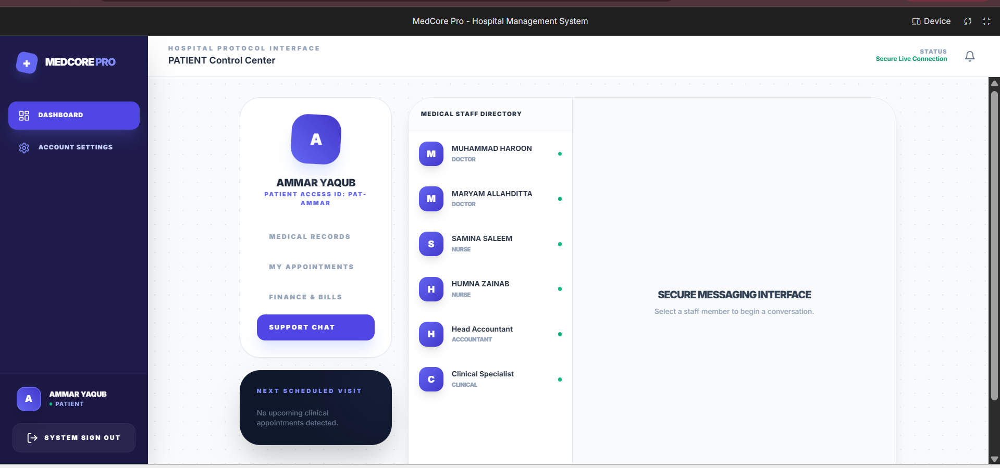 MedCore Pro - Hospital Management System
Device
MEDCORE PRO
DASHBOARD
ACCOUNT SETTINGS
A
AMMAR YAQUB
PATIENT
SYSTEM SIGN OUT
HOSPITAL PROTOCOL INTERFACE
PATIENT Control Center
STATUS
Secure Live Connection
A
AMMAR YAQUB
PATIENT ACCESS ID: PAT-
AMMAR
MEDICAL RECORDS
MY APPOINTMENTS
FINANCE & BILLS
SUPPORT CHAT
NEXT SCHEDULED VISIT
No upcoming clinical
appointments detected.
MEDICAL STAFF DIRECTORY
M
MUHAMMAD HAROON
DOCTOR
M
MARYAM ALLAHDITTA
DOCTOR
S
SAMINA SALEEM
NURSE
H
HUMNA ZAINAB
NURSE
H
Head Accountant
ACCOUNTANT
C
Clinical Specialist
CLINICAL
SECURE MESSAGING INTERFACE
Select a staff member to begin a conversation.